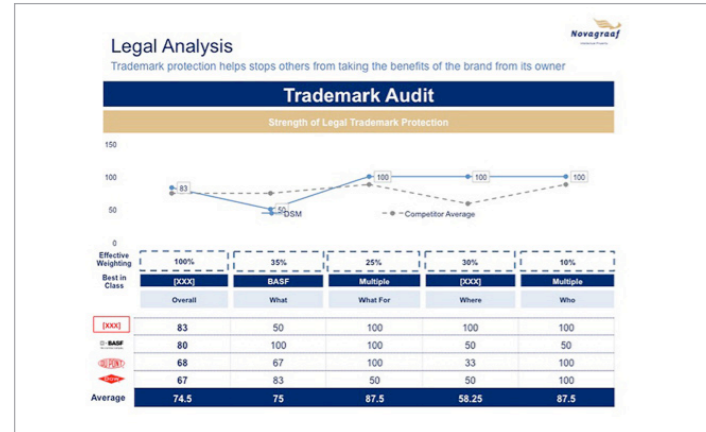 Novagraaf
Legal Analysis
Trademark protection helps stops others from taking the benefits of the brand from its owner
Trademark Audit
Strength of Legal Trademark Protection
150
100
50
0
83
50
100
100
100
DSM
Competitor Average
Effective Weighting
100% 35% 25% 30% 10%
Best in Class
[XXX] BASF Multiple [XXX] Multiple
Overall What What For Where Who
[XXX] 83 50 100 100 100
BASF 80 100 100 50 50
DUPONT 68 67 100 33 100
Dow 67 83 50 50 100
Average 74.5 75 87.5 58.25 87.5